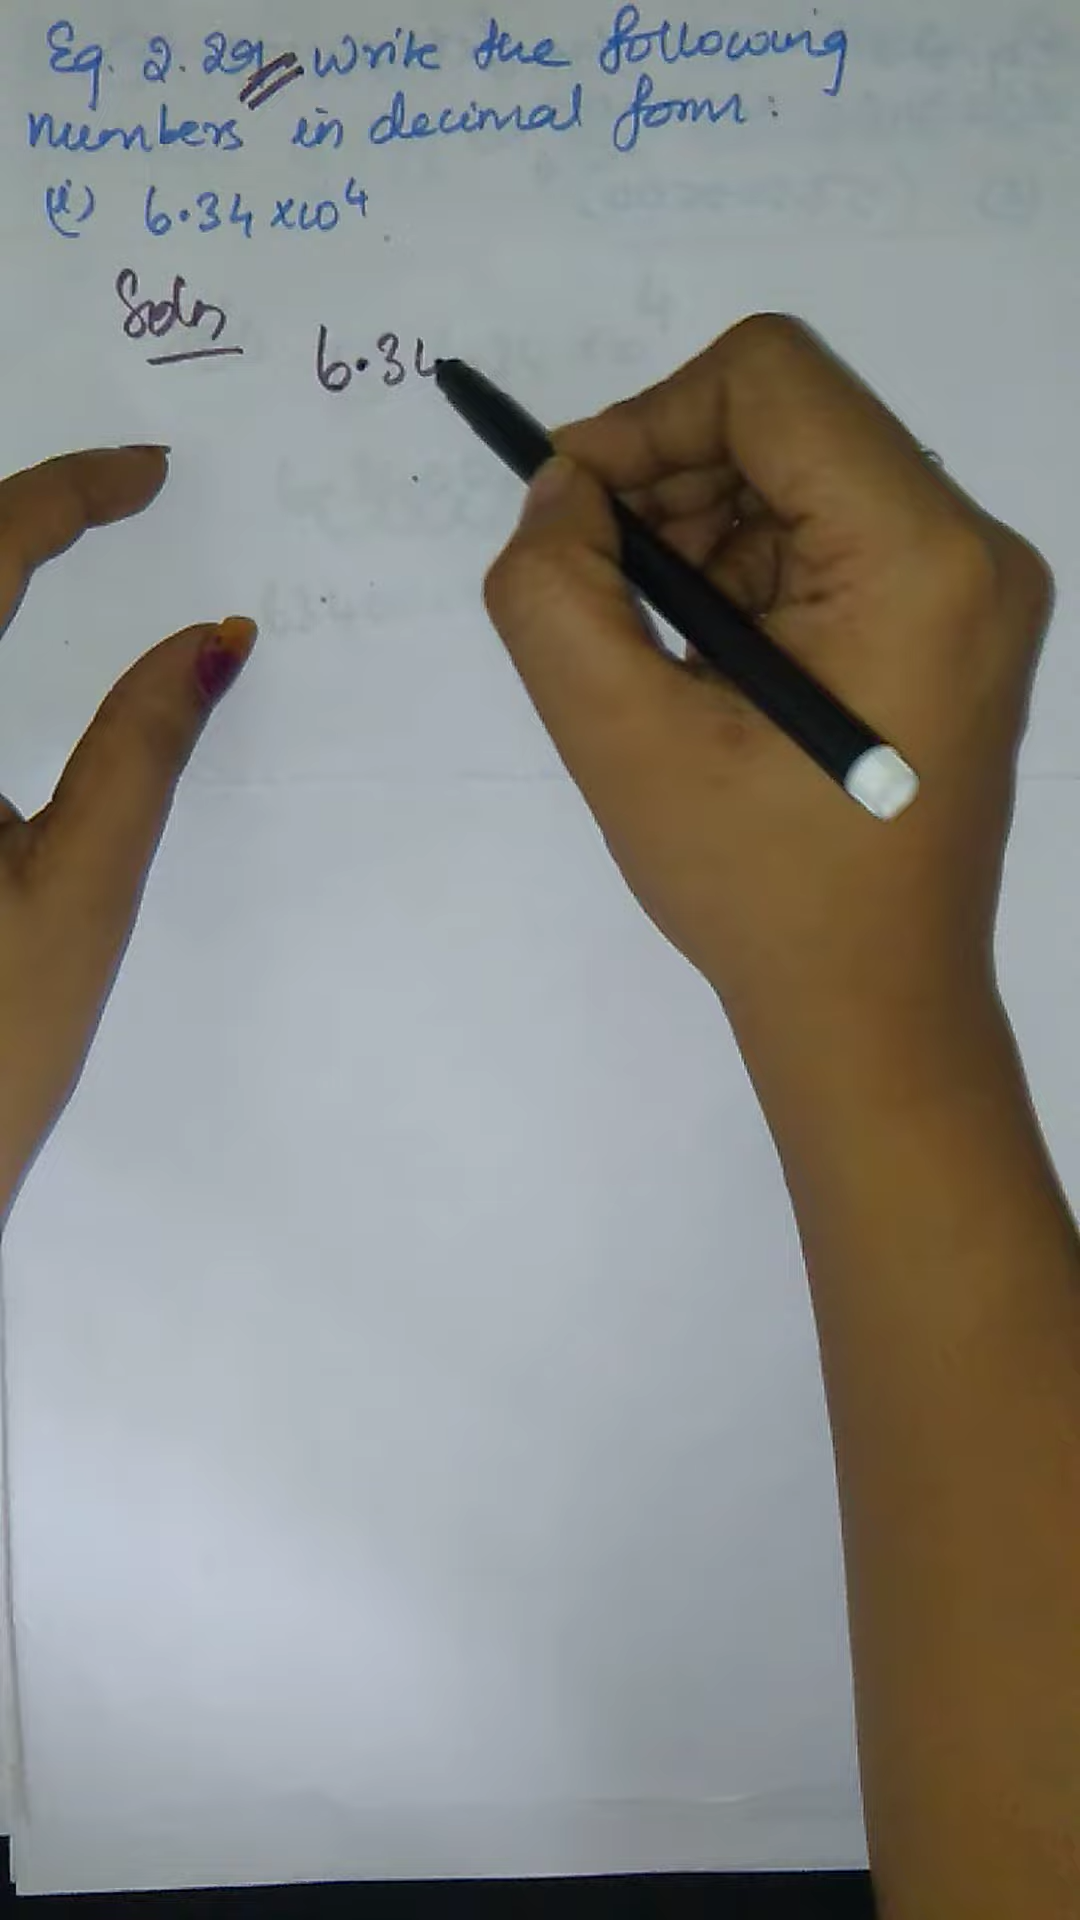 Eg. 2.29 Write the following
numbers in decimal form:
(i) 6.34 x10⁴
Soln
6.34